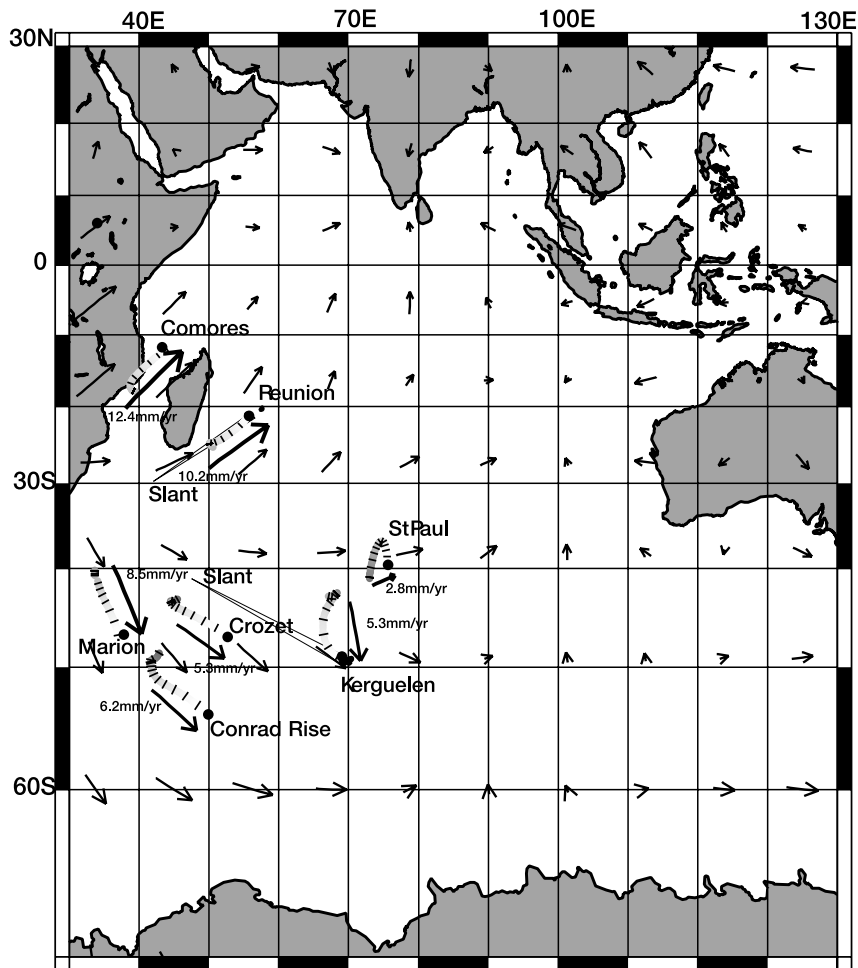 40E 70E 100E 130E
30N
0
Comores
12.4mm/yr
Reunion
10.2mm/yr
30S
Slant
StPaul
8.5mm/yr
Slant
2.8mm/yr
5.3mm/yr
Crozet
Marion
5.8mm/yr
Kerguelen
6.2mm/yr
Conrad Rise
60S